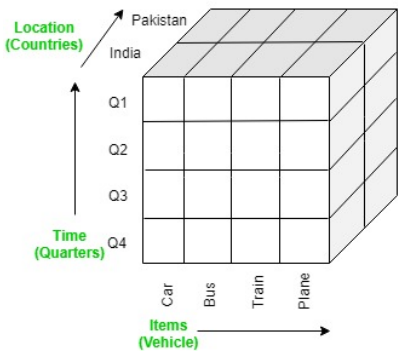 Location
(Countries)
Pakistan
India
Q1
Q2
Q3
Q4
Time
(Quarters)
Car
Bus
Train
Plane
Items
(Vehicle)